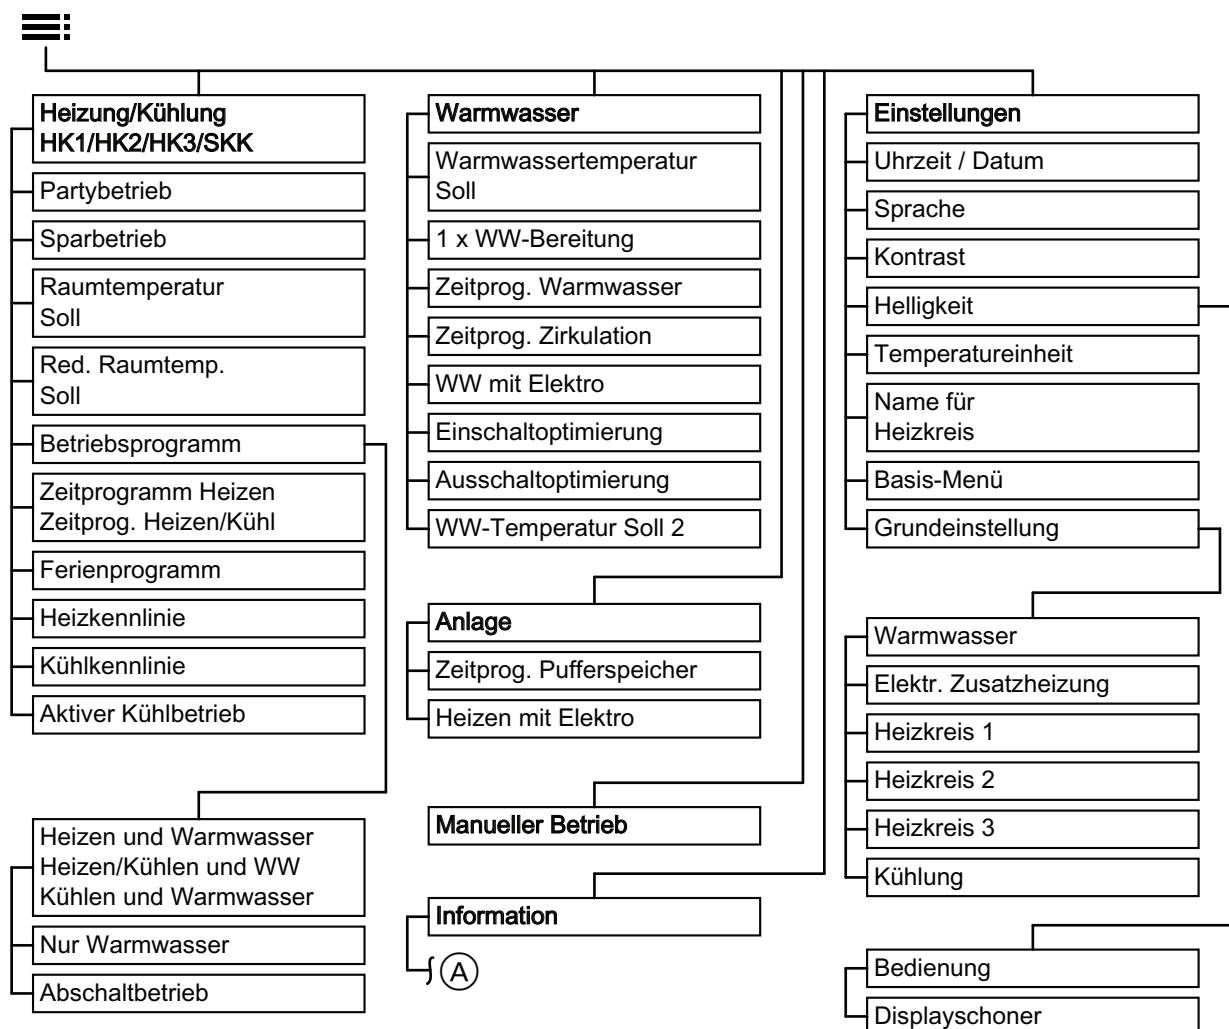 Heizung/Kühlung
HK1/HK2/HK3/SKK
Partybetrieb
Sparbetrieb
Raumtemperatur
Soll
Red. Raumtemp.
Soll
Betriebsprogramm
Zeitprogramm Heizen
Zeitprog. Heizen/Kühl
Ferienprogramm
Heizkennlinie
Kühlkennlinie
Aktiver Kühlbetrieb
Heizen und Warmwasser
Heizen/Kühlen und WW
Kühlen und Warmwasser
Nur Warmwasser
Abschaltbetrieb
Warmwasser
Warmwassertemperatur
Soll
1 x WW-Bereitung
Zeitprog. Warmwasser
Zeitprog. Zirkulation
WW mit Elektro
Einschaltoptimierung
Ausschaltoptimierung
WW-Temperatur Soll 2
Anlage
Zeitprog. Pufferspeicher
Heizen mit Elektro
Manueller Betrieb
Information
A
Einstellungen
Uhrzeit / Datum
Sprache
Kontrast
Helligkeit
Temperatureinheit
Name für
Heizkreis
Basis-Menü
Grundeinstellung
Warmwasser
Elektr. Zusatzheizung
Heizkreis 1
Heizkreis 2
Heizkreis 3
Kühlung
Bedienung
Displayschoner